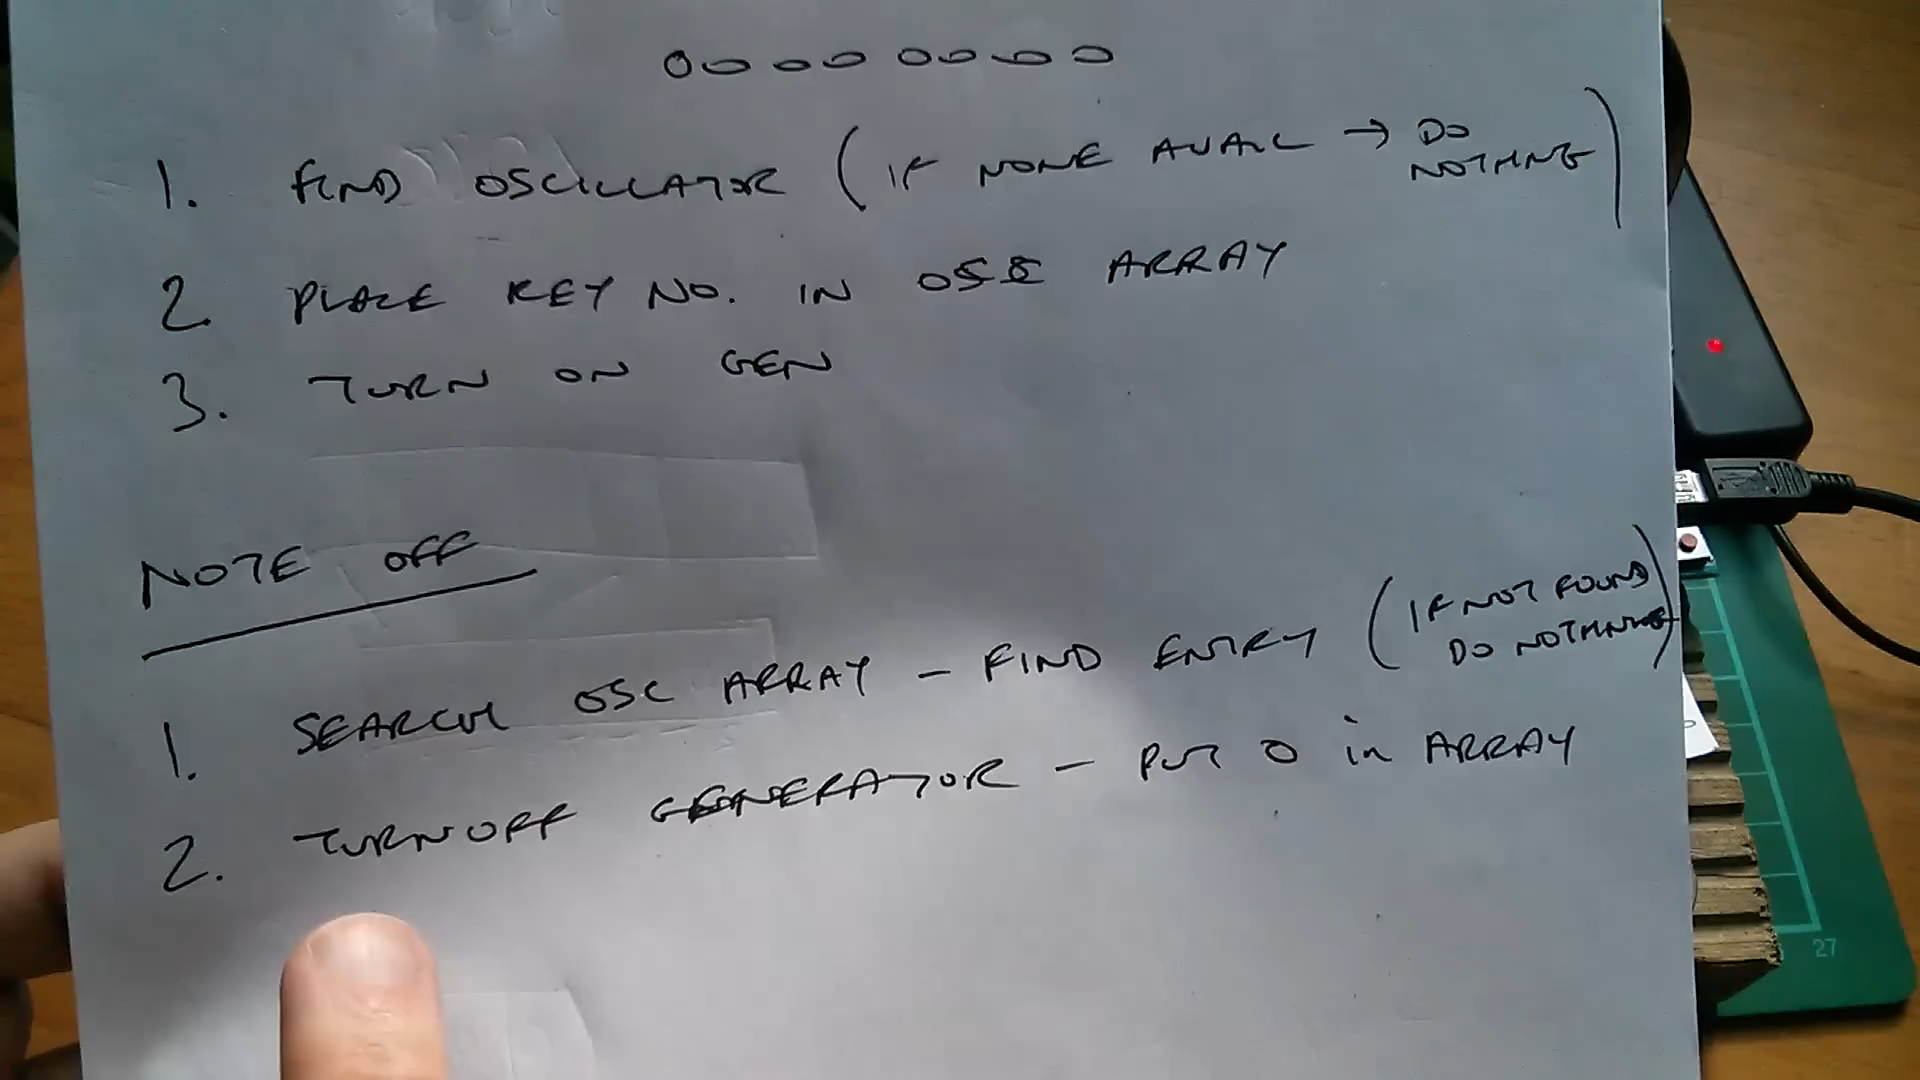 0000 0000
1. FIND OSCILLATOR (IF NONE AVAIL → DO NOTHING)
2. PLACE KEY NO. IN OSC ARRAY
3. TURN ON GEN
NOTE OFF
1. SEARCH OSC ARRAY - FIND ENTRY (IF NOT FOUND DO NOTHING)
2. TURN OFF GENERATOR - PUT 0 in ARRAY
27